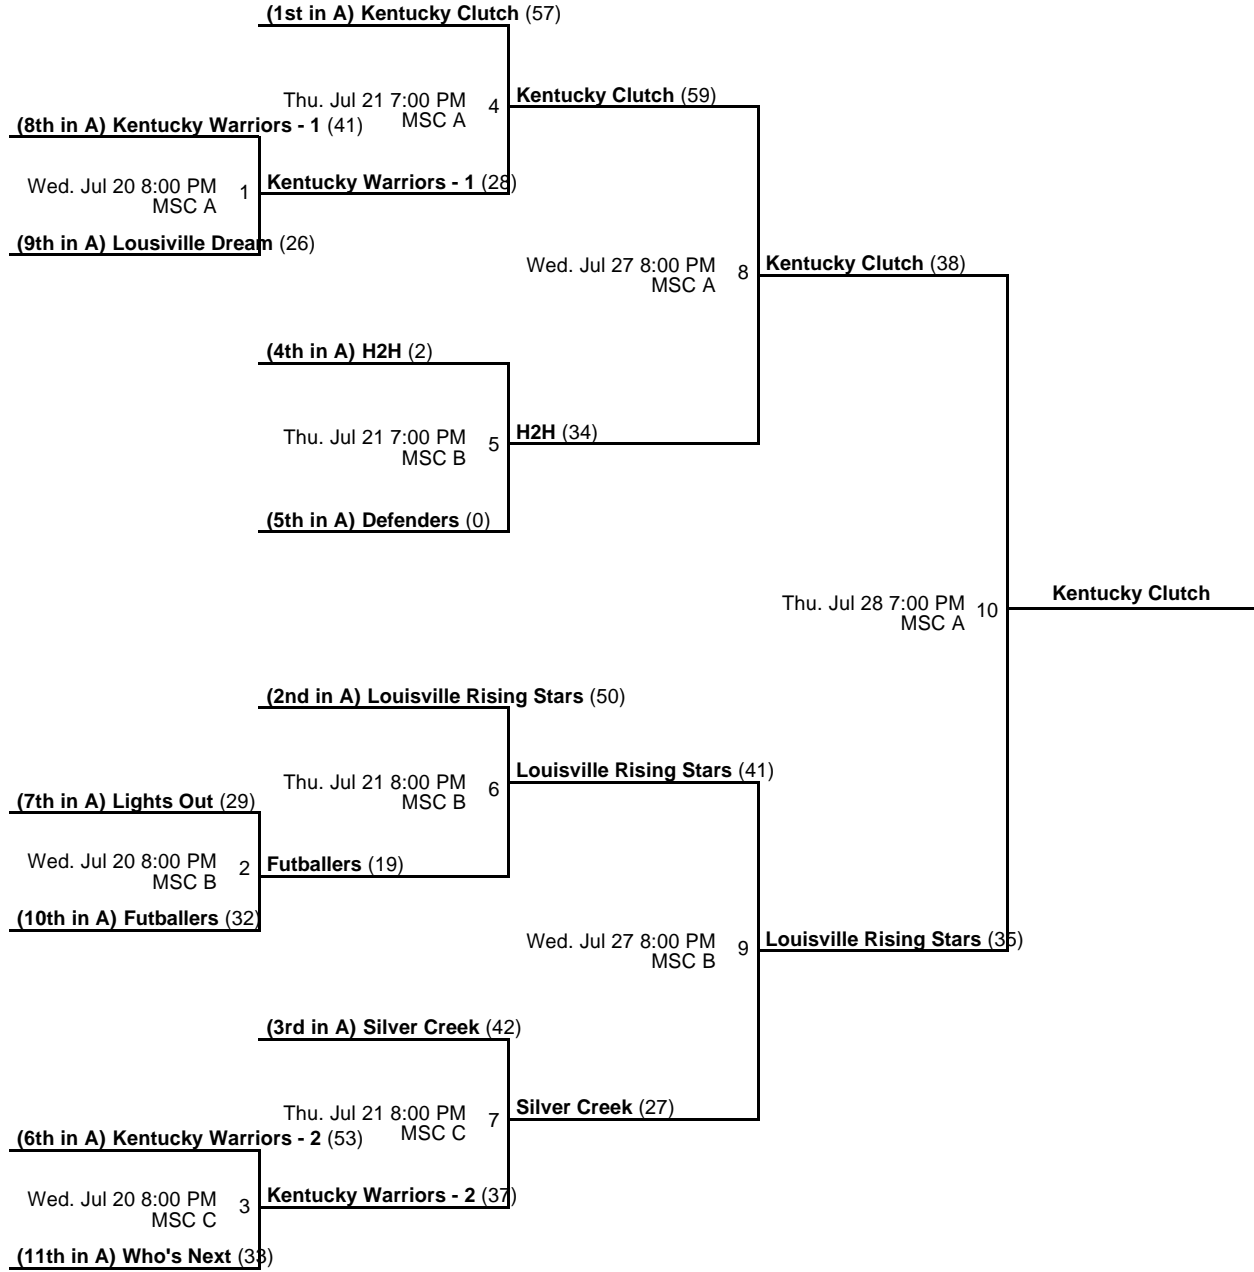 (1st in A) Kentucky Clutch (57)
Thu. Jul 21 7:00 PM
MSC A
4
Kentucky Clutch (59)
(8th in A) Kentucky Warriors - 1 (41)
Wed. Jul 20 8:00 PM
MSC A
1
Kentucky Warriors - 1 (28)
(9th in A) Lousiville Dream (26)
Wed. Jul 27 8:00 PM
MSC A
8
Kentucky Clutch (38)
(4th in A) H2H (2)
Thu. Jul 21 7:00 PM
MSC B
5
H2H (34)
(5th in A) Defenders (0)
Thu. Jul 28 7:00 PM
MSC A
10
Kentucky Clutch
(2nd in A) Louisville Rising Stars (50)
Thu. Jul 21 8:00 PM
MSC B
6
Louisville Rising Stars (41)
(7th in A) Lights Out (29)
Wed. Jul 20 8:00 PM
MSC B
2
Futballers (19)
(10th in A) Futballers (32)
Wed. Jul 27 8:00 PM
MSC B
9
Louisville Rising Stars (35)
(3rd in A) Silver Creek (42)
Thu. Jul 21 8:00 PM
MSC C
7
Silver Creek (27)
(6th in A) Kentucky Warriors - 2 (53)
Wed. Jul 20 8:00 PM
MSC C
3
Kentucky Warriors - 2 (37)
(11th in A) Who's Next (33)